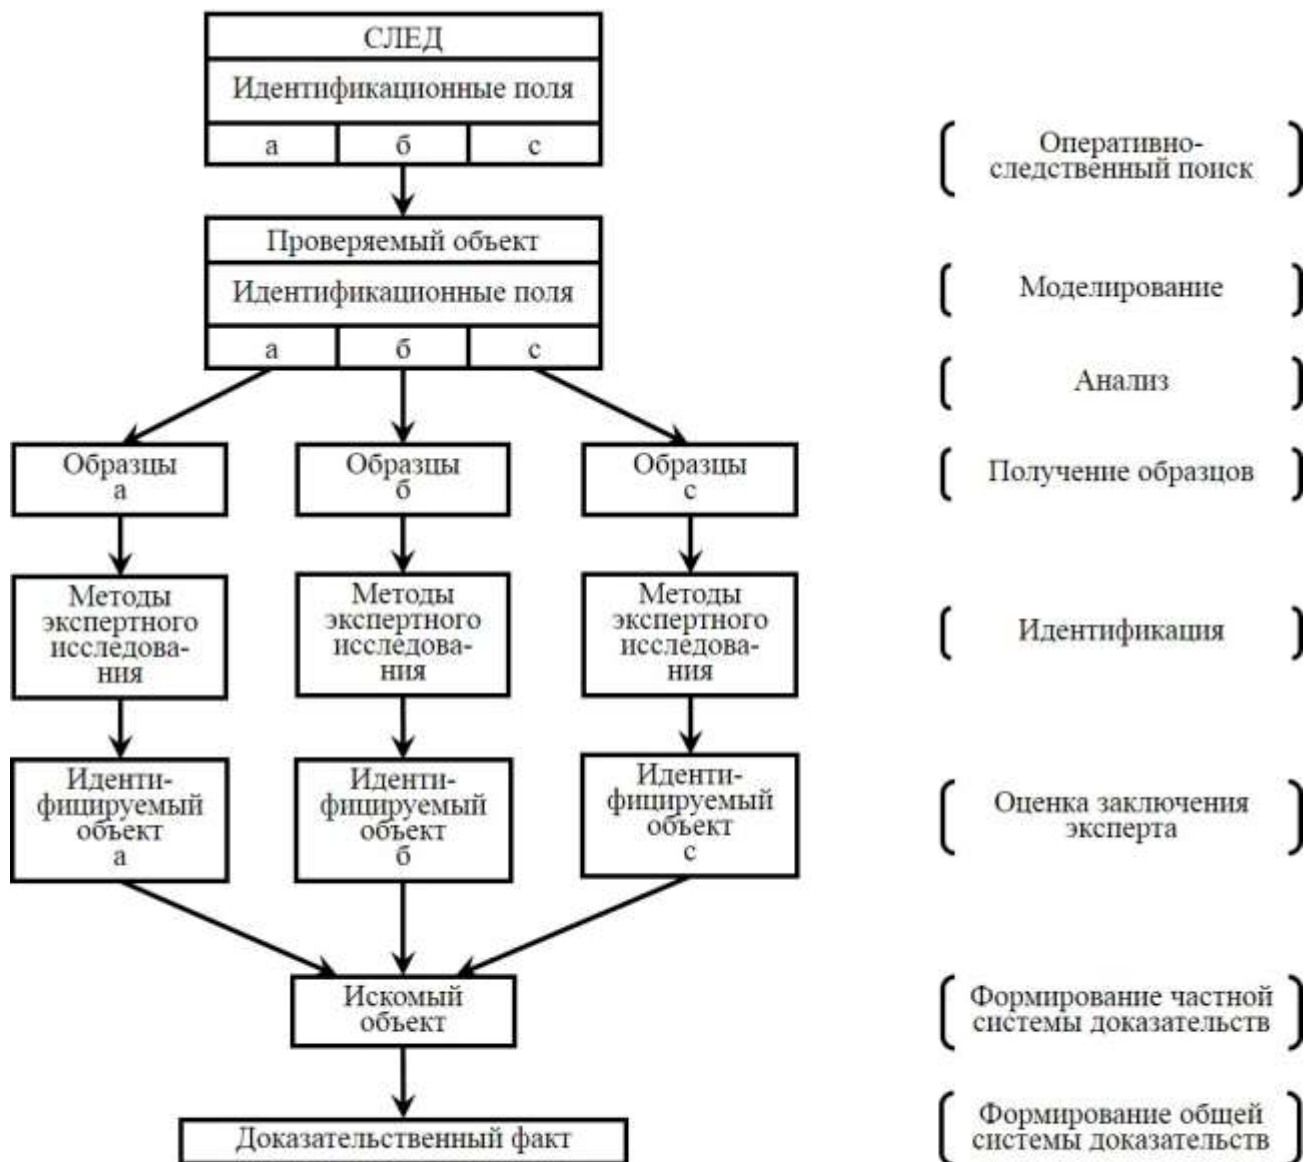 СЛЕД
Идентификационные поля
а б с
Оперативно-
следственный поиск
Проверяемый объект
Идентификационные поля
а б с
Моделирование
Анализ
Образцы
а
Образцы
б
Образцы
с
Получение образцов
Методы
экспертного
исследова-
ния
Методы
экспертного
исследова-
ния
Методы
экспертного
исследова-
ния
Идентификация
Иденти-
фицируемый
объект
а
Иденти-
фицируемый
объект
б
Иденти-
фицируемый
объект
с
Оценка заключения
эксперта
Искомый
объект
Формирование частной
системы доказательств
Доказательственный факт
Формирование общей
системы доказательств